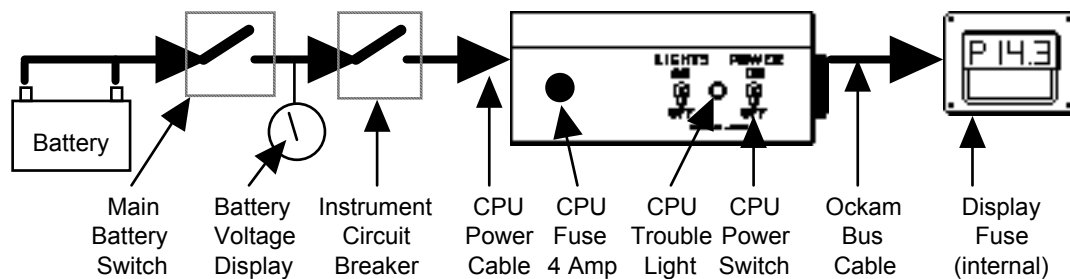 LIGHTS POWER
ON ON
OFF OFF
P14.3
Battery
Main
Battery
Switch
Battery
Voltage
Display
Instrument
Circuit
Breaker
CPU
Power
Cable
CPU
Fuse
4 Amp
CPU
Trouble
Light
CPU
Power
Switch
Ockam
Bus
Cable
Display
Fuse
(internal)